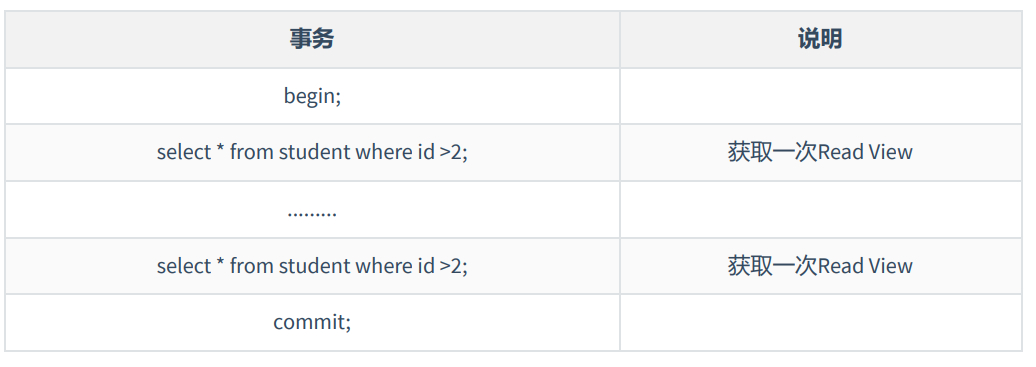 事务 说明
begin;
select * from student where id >2; 获取一次Read View
.........
select * from student where id >2; 获取一次Read View
commit;